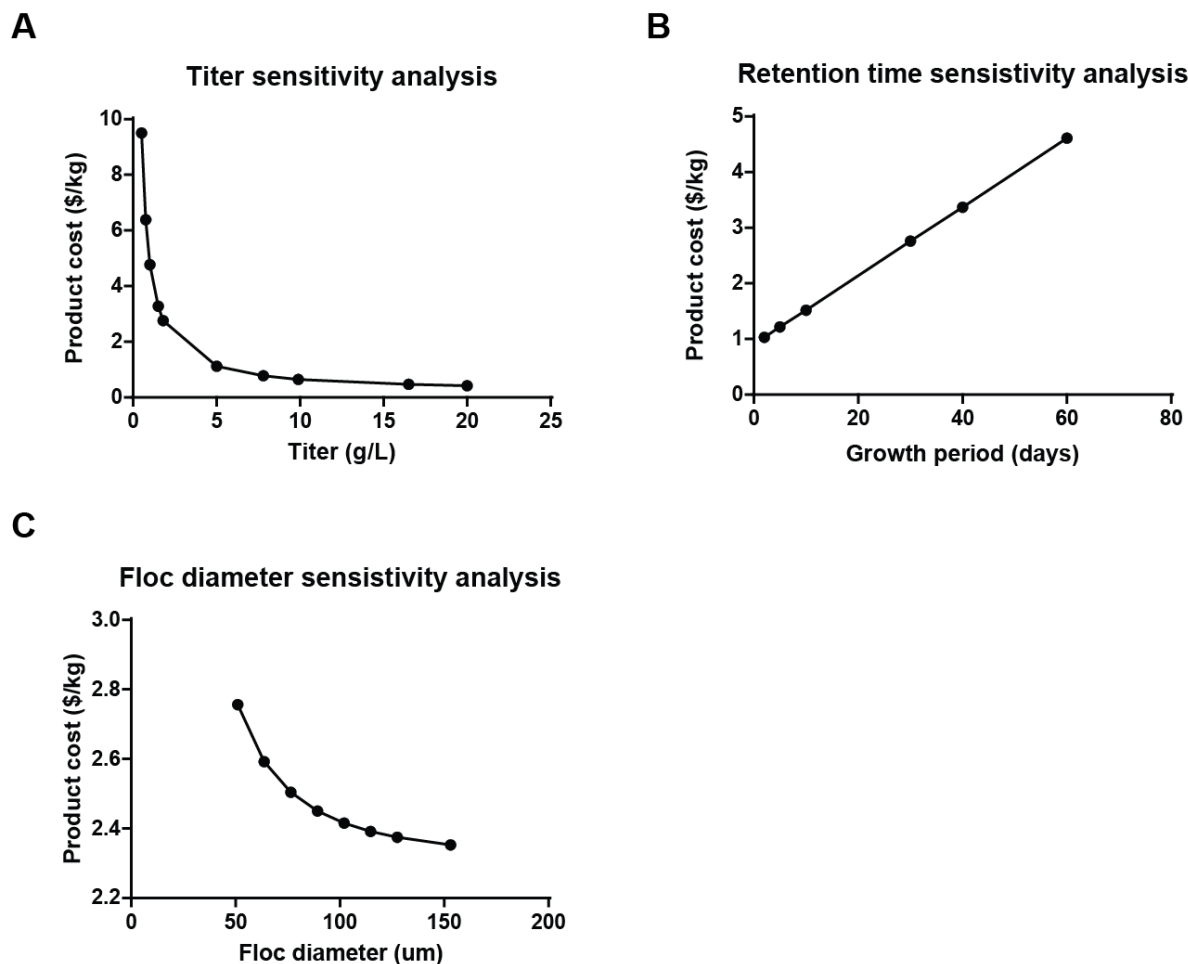 A
Titer sensitivity analysis
Product cost ($/kg)
10
8
6
4
2
0
0 5 10 15 20 25
Titer (g/L)
B
Retention time sensistivity analysis
Product cost ($/kg)
5
4
3
2
1
0
0 20 40 60 80
Growth period (days)
C
Floc diameter sensistivity analysis
Product cost ($/kg)
3.0
2.8
2.6
2.4
2.2
0 50 100 150 200
Floc diameter (um)